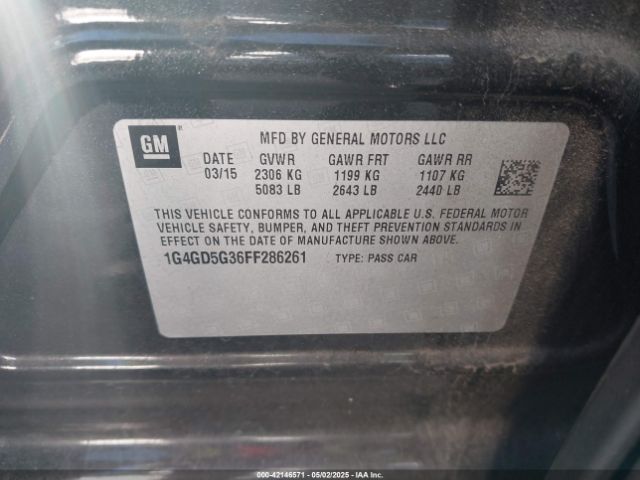 GM
MFD BY GENERAL MOTORS LLC
DATE GVWR GAWR FRT GAWR RR
03/15 2306 KG 1199 KG 1107 KG
5083 LB 2643 LB 2440 LB
THIS VEHICLE CONFORMS TO ALL APPLICABLE U.S. FEDERAL MOTOR
VEHICLE SAFETY, BUMPER, AND THEFT PREVENTION STANDARDS
IN EFFECT ON THE DATE OF MANUFACTURE SHOWN ABOVE.
1G4GD5G36FF286261 TYPE: PASS CAR
000-42146571 - 05/02/2025 - IAAI INC.